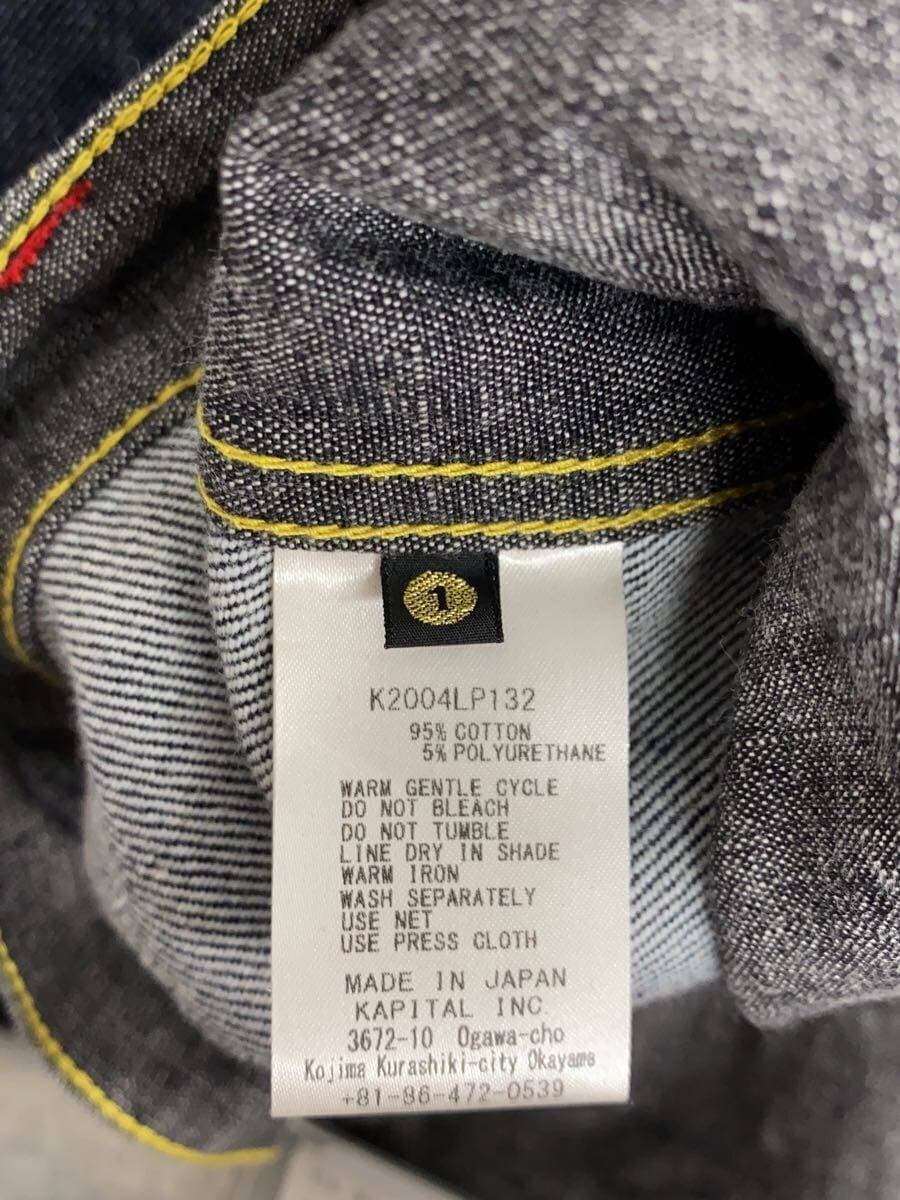 1
K2004LP132
95% COTTON
5% POLYURETHANE
WARM GENTLE CYCLE
DO NOT BLEACH
DO NOT TUMBLE
LINE DRY IN SHADE
WARM IRON
WASH SEPARATELY
USE NET
USE PRESS CLOTH
MADE IN JAPAN
KAPITAL INC.
3672-10 Ogawa-cho
Kojima Kurashiki-city Okayama
+81-86-472-0539